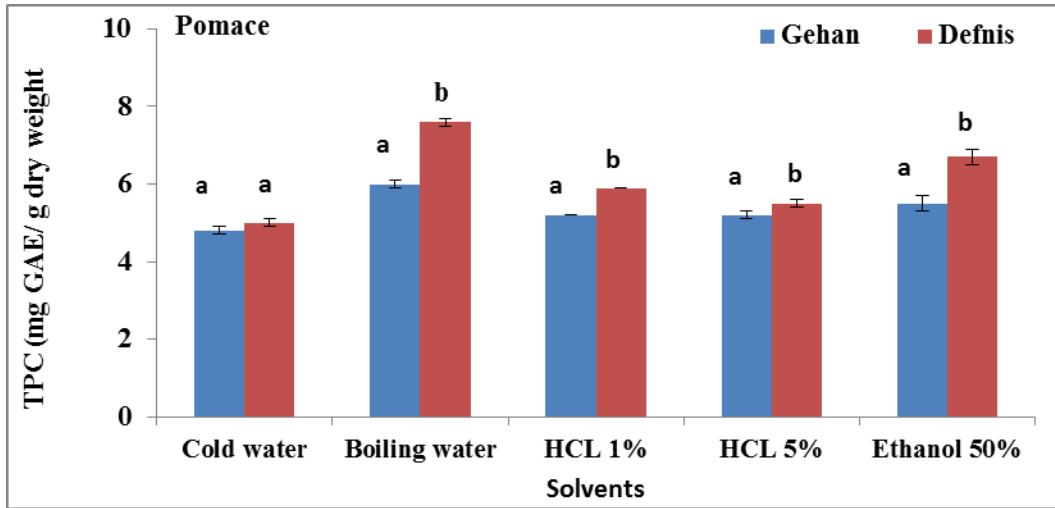 Pomace
Gehan Defnis
TPC (mg GAE/ g dry weight
10
8
6
4
2
0
a a a b a b a b a b
Cold water Boiling water HCL 1% HCL 5% Ethanol 50%
Solvents